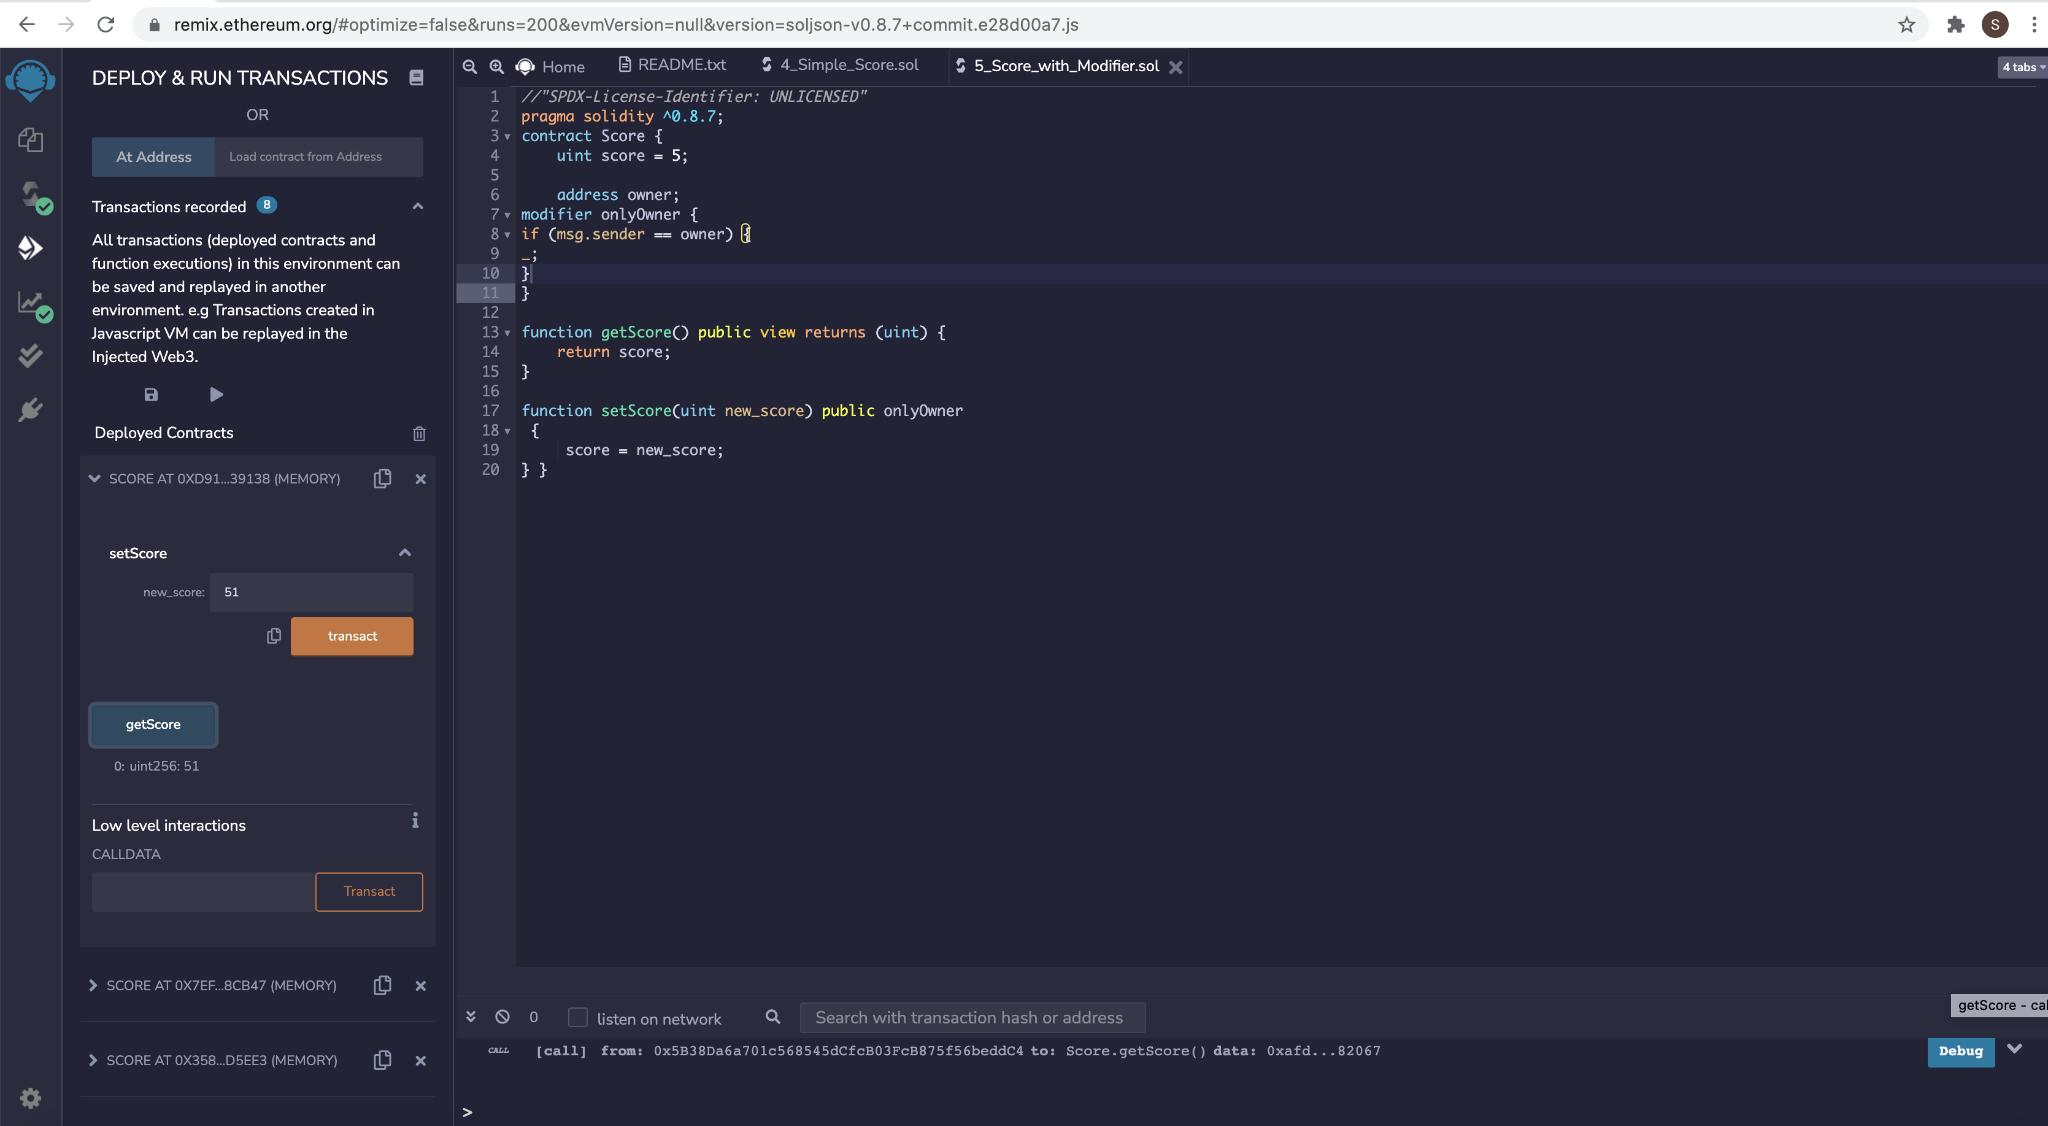 remix.ethereum.org/#optimize=false&runs=200&evmVersion=null&version=soljson-v0.8.7+commit.e28d00a7.js
S
DEPLOY & RUN TRANSACTIONS
OR
At Address
Load contract from Address
Transactions recorded 8
All transactions (deployed contracts and
function executions) in this environment can
be saved and replayed in another
environment. e.g Transactions created in
Javascript VM can be replayed in the
Injected Web3.
Deployed Contracts
SCORE AT 0XD91...39138 (MEMORY)
setScore
new_score: 51
transact
getScore
0: uint256: 51
Low level interactions
i
CALLDATA
Transact
SCORE AT 0X7EF...8CB47 (MEMORY)
SCORE AT 0X358...D5EE3 (MEMORY)
Home
README.txt
4_Simple_Score.sol
5_Score_with_Modifier.sol
4 tabs
1 //"SPDX-License-Identifier: UNLICENSED"
2 pragma solidity ^0.8.7;
3 contract Score {
4 uint score = 5;
5
6 address owner;
7 modifier onlyOwner {
8 if (msg.sender == owner) {
9 _;
10 }
11 }
12
13 function getScore() public view returns (uint) {
14 return score;
15 }
16
17 function setScore(uint new_score) public onlyOwner
18 {
19 score = new_score;
20 } }
0
listen on network
Search with transaction hash or address
getScore - cal
CALL [call] from: 0x5B38Da6a701c568545dCfcB03FcB875f56beddC4 to: Score.getScore() data: 0xafd...82067
Debug
>